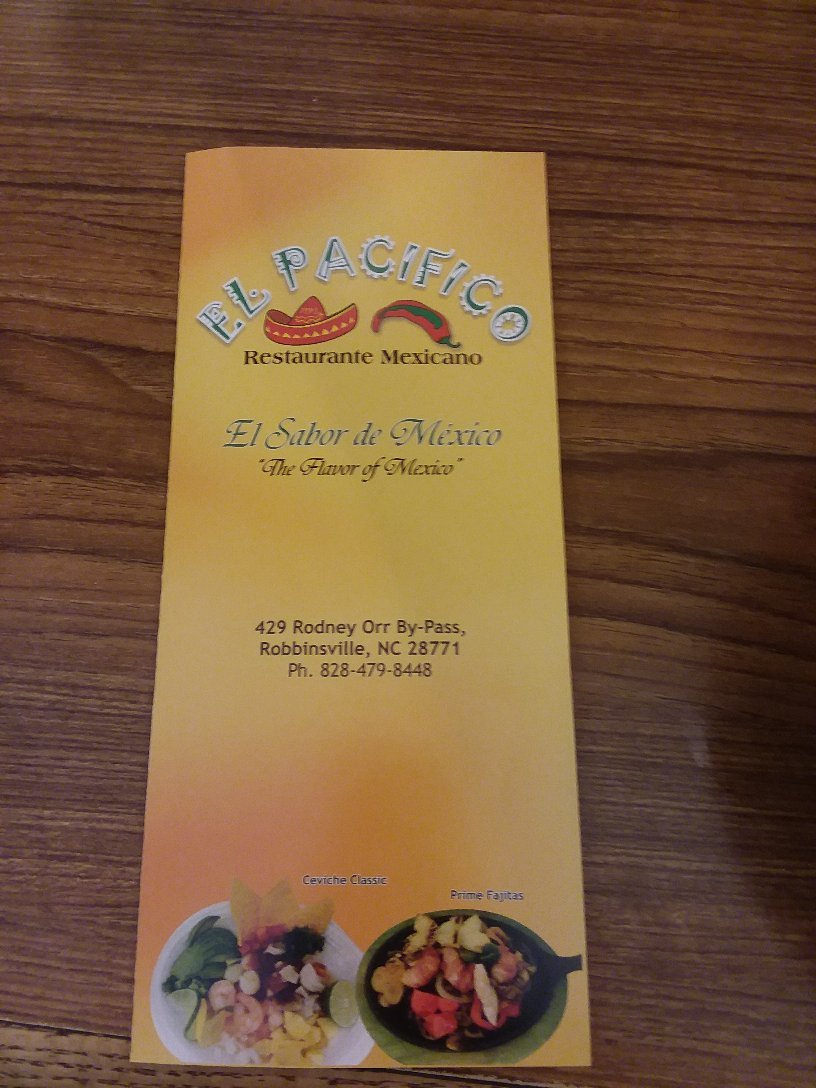 EL PACIFICO
Restaurante Mexicano
El Sabor de México
"The Flavor of Mexico"
429 Rodney Orr By-Pass,
Robbinsville, NC 28771
Ph. 828-479-8448
Ceviche Classic
Prime Fajitas